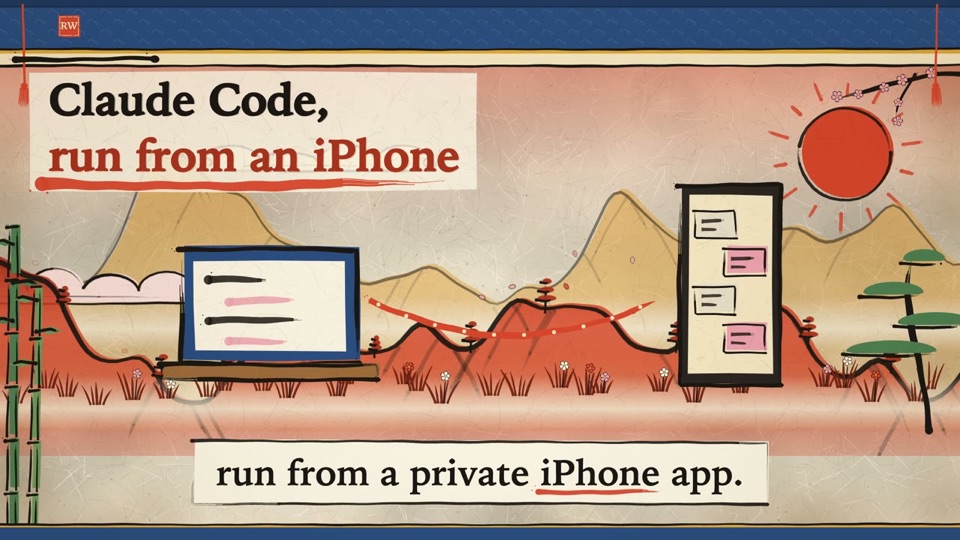 RW
Claude Code,
run from an iPhone
run from a private iPhone app.